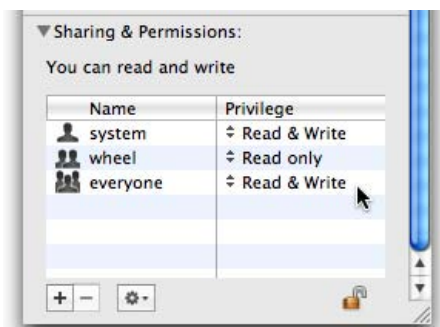 Sharing & Permissions:
You can read and write
Name Privilege
system Read & Write
wheel Read only
everyone Read & Write